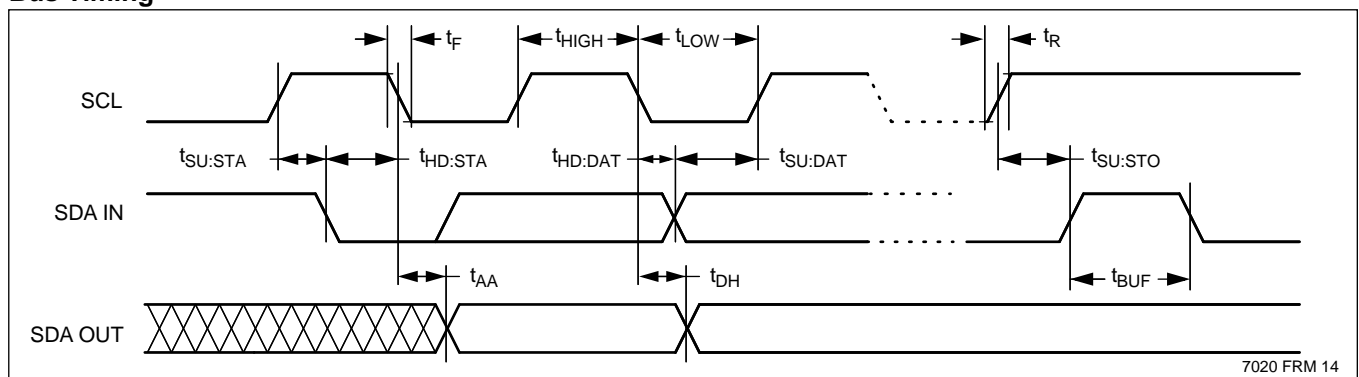 Bus Timing
tF
tHIGH
tLOW
tR
SCL
tSU:STA
tHD:STA
tHD:DAT
tSU:DAT
tSU:STO
SDA IN
tAA
tDH
tBUF
SDA OUT
7020 FRM 14